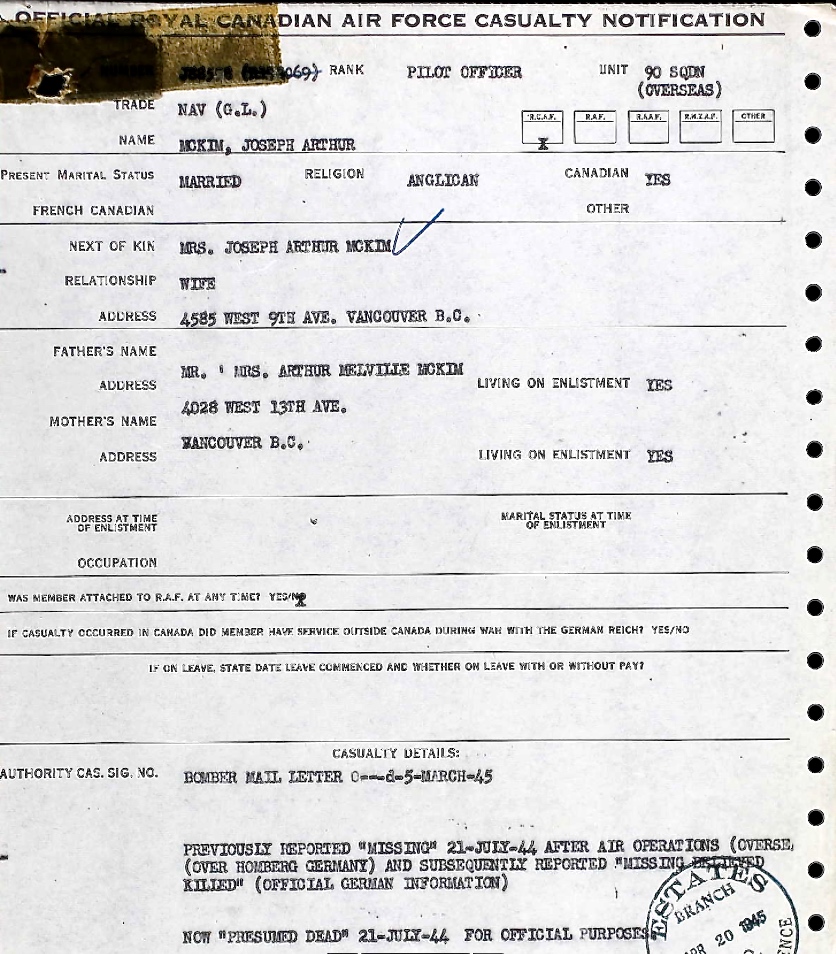 OFFICIAL ROYAL CANADIAN AIR FORCE CASUALTY NOTIFICATION
RANK PILOT OFFICER UNIT 90 SQDN
(OVERSEAS)
TRADE NAV (G.L.)
R.C.A.F. R.A.F. R.A.A.F. R.N.Z.A.F. OTHER
X
NAME MCKIM, JOSEPH ARTHUR
PRESENT MARITAL STATUS MARRIED RELIGION ANGLICAN CANADIAN YES
FRENCH CANADIAN OTHER
NEXT OF KIN MRS. JOSEPH ARTHUR MCKIM
RELATIONSHIP WIFE
ADDRESS 4585 WEST 9TH AVE. VANCOUVER B.C.
FATHER'S NAME
MR. & MRS. ARTHUR MELVILLE MCKIM
ADDRESS LIVING ON ENLISTMENT YES
4028 WEST 13TH AVE.
MOTHER'S NAME
VANCOUVER B.C.
ADDRESS LIVING ON ENLISTMENT YES
ADDRESS AT TIME OF ENLISTMENT MARITAL STATUS AT TIME OF ENLISTMENT
OCCUPATION
WAS MEMBER ATTACHED TO R.A.F. AT ANY TIME? YES/NO
IF CASUALTY OCCURRED IN CANADA DID MEMBER HAVE SERVICE OUTSIDE CANADA DURING WAR WITH THE GERMAN REICH? YES/NO
IF ON LEAVE, STATE DATE LEAVE COMMENCED AND WHETHER ON LEAVE WITH OR WITHOUT PAY?
CASUALTY DETAILS:
AUTHORITY CAS. SIG. NO. BOMBER MAIL LETTER O---d-5-MARCH-45
PREVIOUSLY REPORTED "MISSING" 21-JULY-44 AFTER AIR OPERATIONS (OVERSE,
(OVER HOMBERG GERMANY) AND SUBSEQUENTLY REPORTED "MISSING BELIEVED
KILLED" (OFFICIAL GERMAN INFORMATION)
NOW "PRESUMED DEAD" 21-JULY-44 FOR OFFICIAL PURPOSES
ESTATES
BRANCH
20 1945